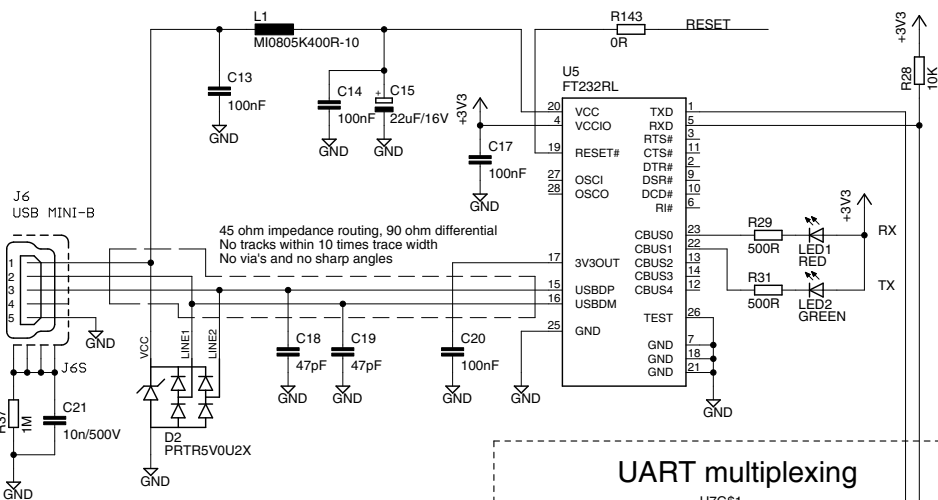 L1
MI0805K400R-10
R143
0R
RESET
+3V3
R28
10K
C13
100nF
GND
C14
100nF
GND
+
C15
22uF/16V
GND
+3V3
C17
100nF
GND
U5
FT232RL
20 VCC
4 VCCIO
19 RESET#
27 OSCI
28 OSCO
17 3V3OUT
15 USBDP
16 USBDM
25 GND
TXD 1
RXD 5
RTS# 3
CTS# 11
DTR# 2
DSR# 9
DCD# 10
RI# 6
CBUS0 23
CBUS1 22
CBUS2 13
CBUS3 14
CBUS4 12
TEST 26
GND 7
GND 18
GND 21
GND
R29
500R
LED1
RED
RX
+3V3
R31
500R
LED2
GREEN
TX
J6
USB MINI-B
1
2
3
4
5
GND
J6S
45 ohm impedance routing, 90 ohm differential
No tracks within 10 times trace width
No via's and no sharp angles
VCC
LINE1
LINE2
D2
PRTR5V0U2X
GND
C18
47pF
GND
C19
47pF
GND
C20
100nF
GND
GND
R37
1M
C21
10n/500V
GND
UART multiplexing